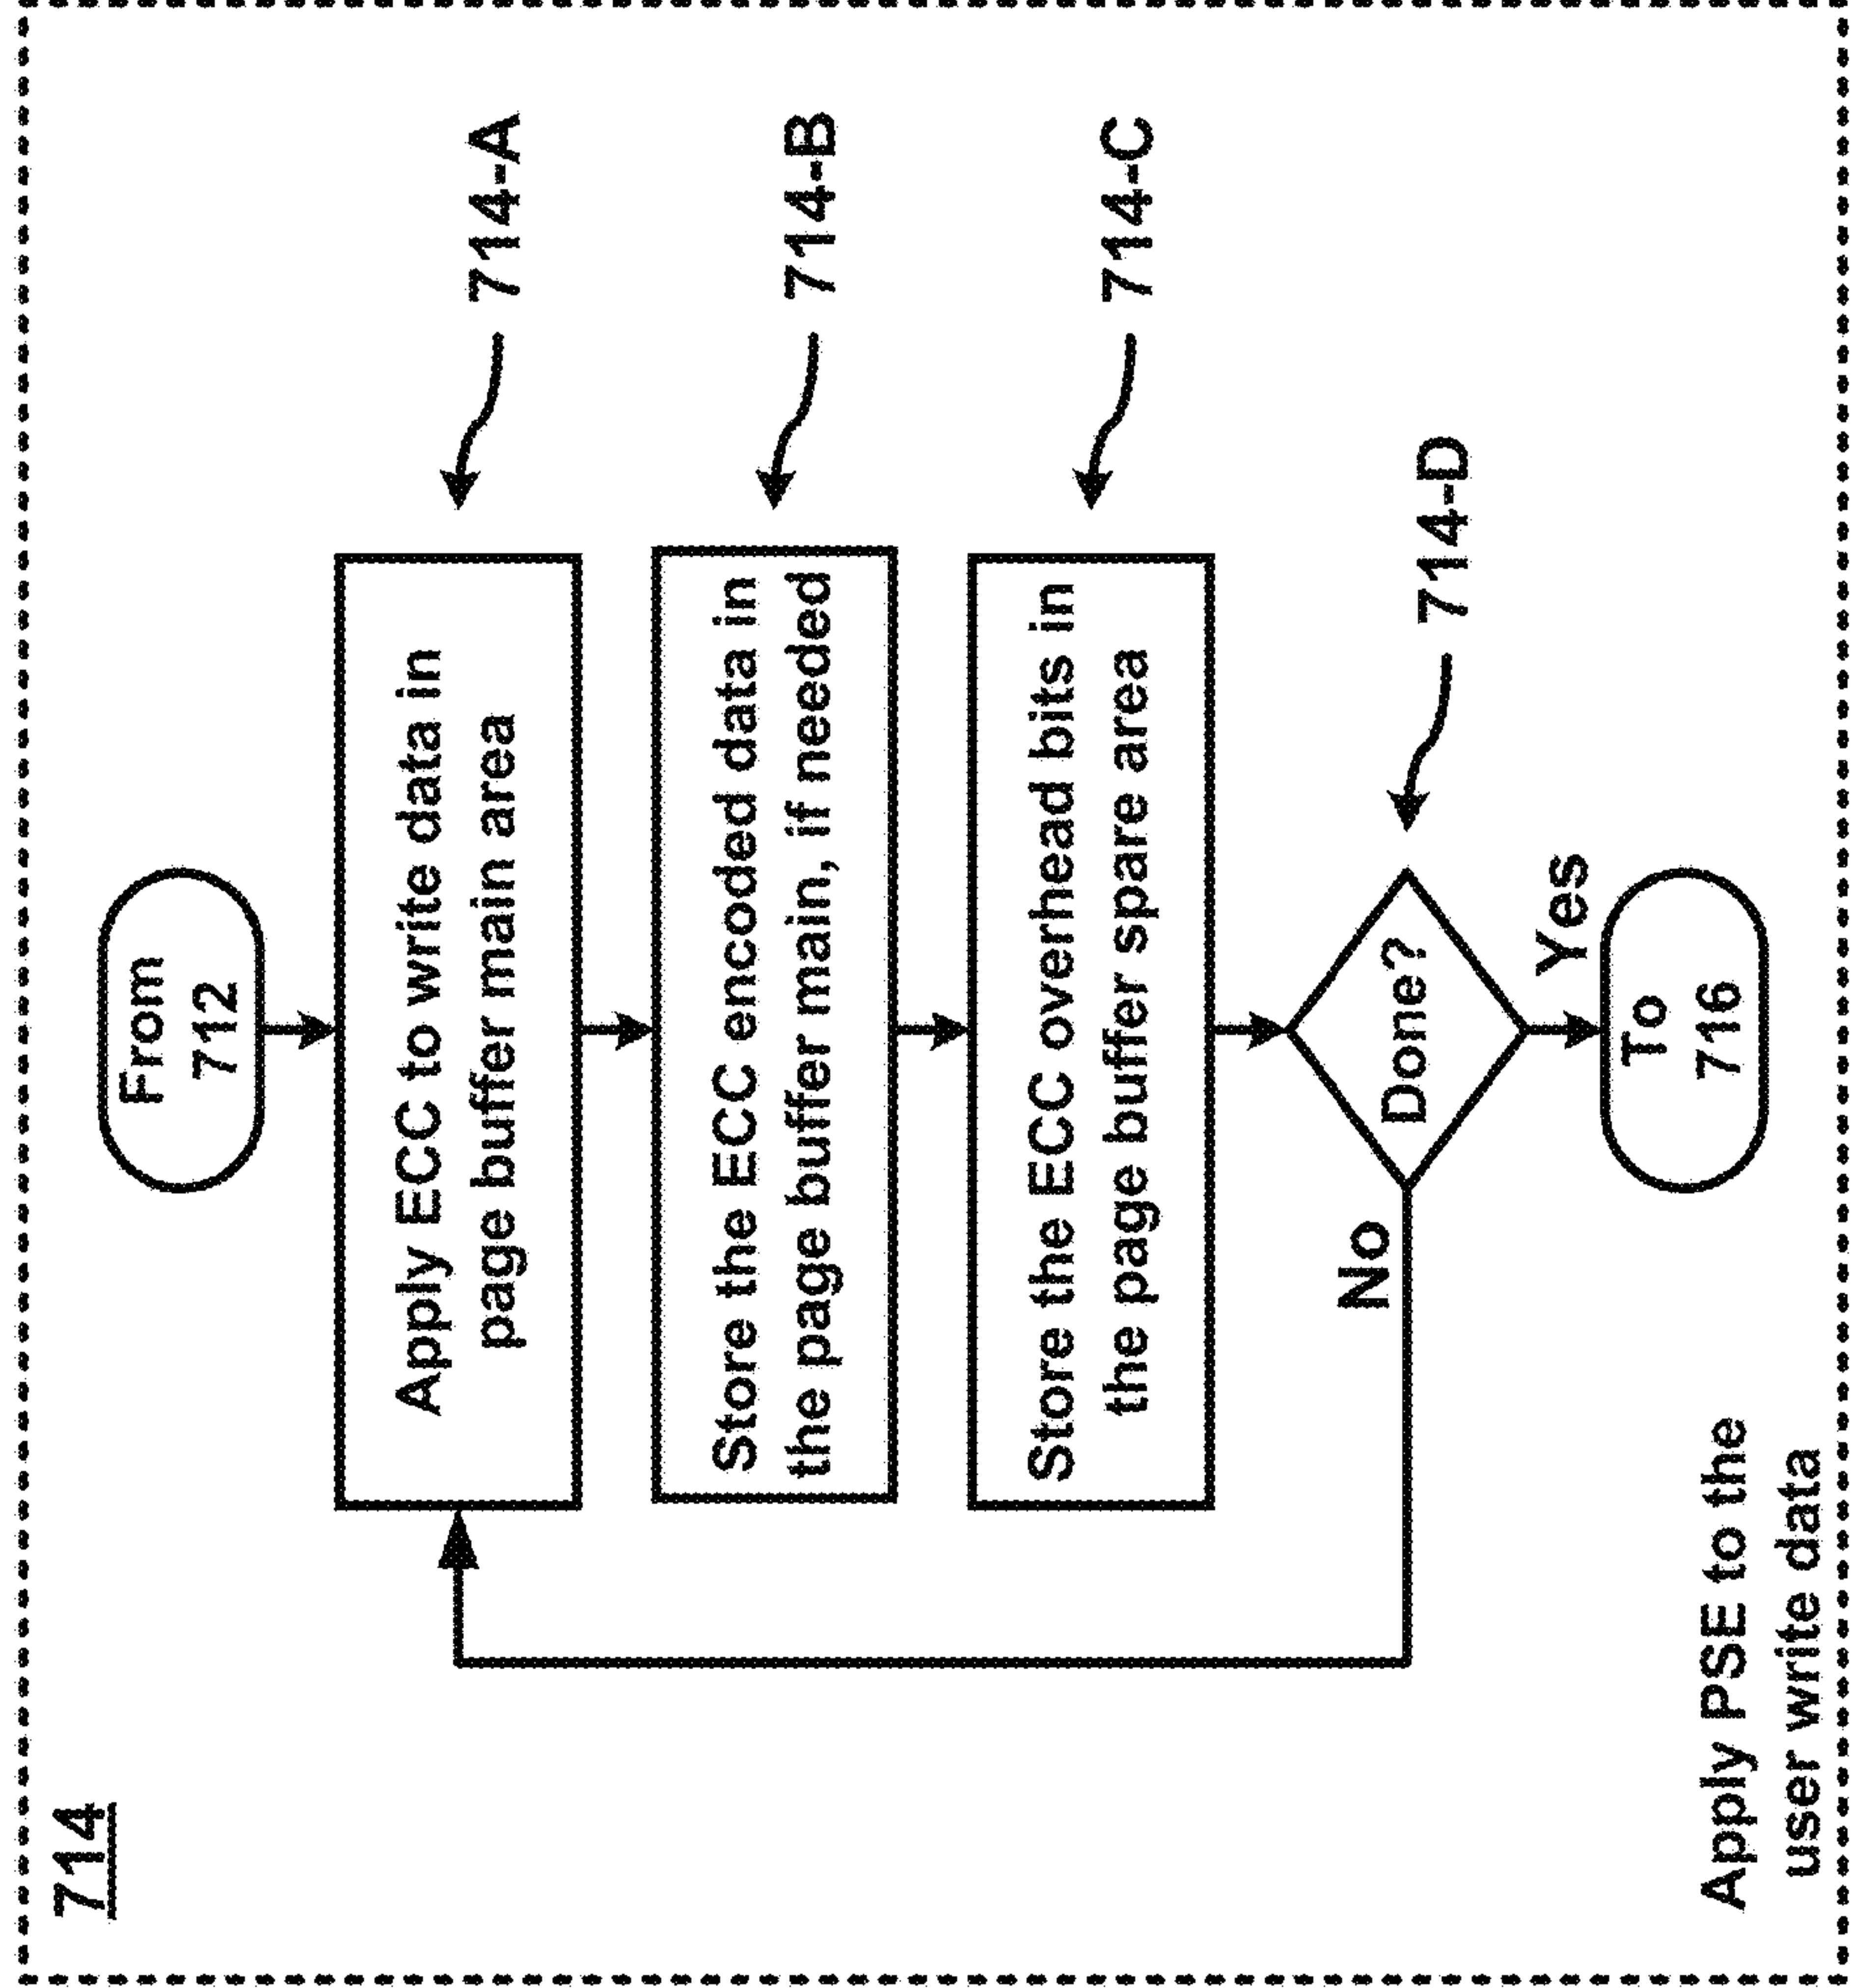 714
From
712
Apply ECC to write data in
page buffer main area
714-A
Store the ECC encoded data in
the page buffer main, if needed
714-B
Store the ECC overhead bits in
the page buffer spare area
714-C
Done?
714-D
No
Yes
To
716
Apply PSE to the
user write data